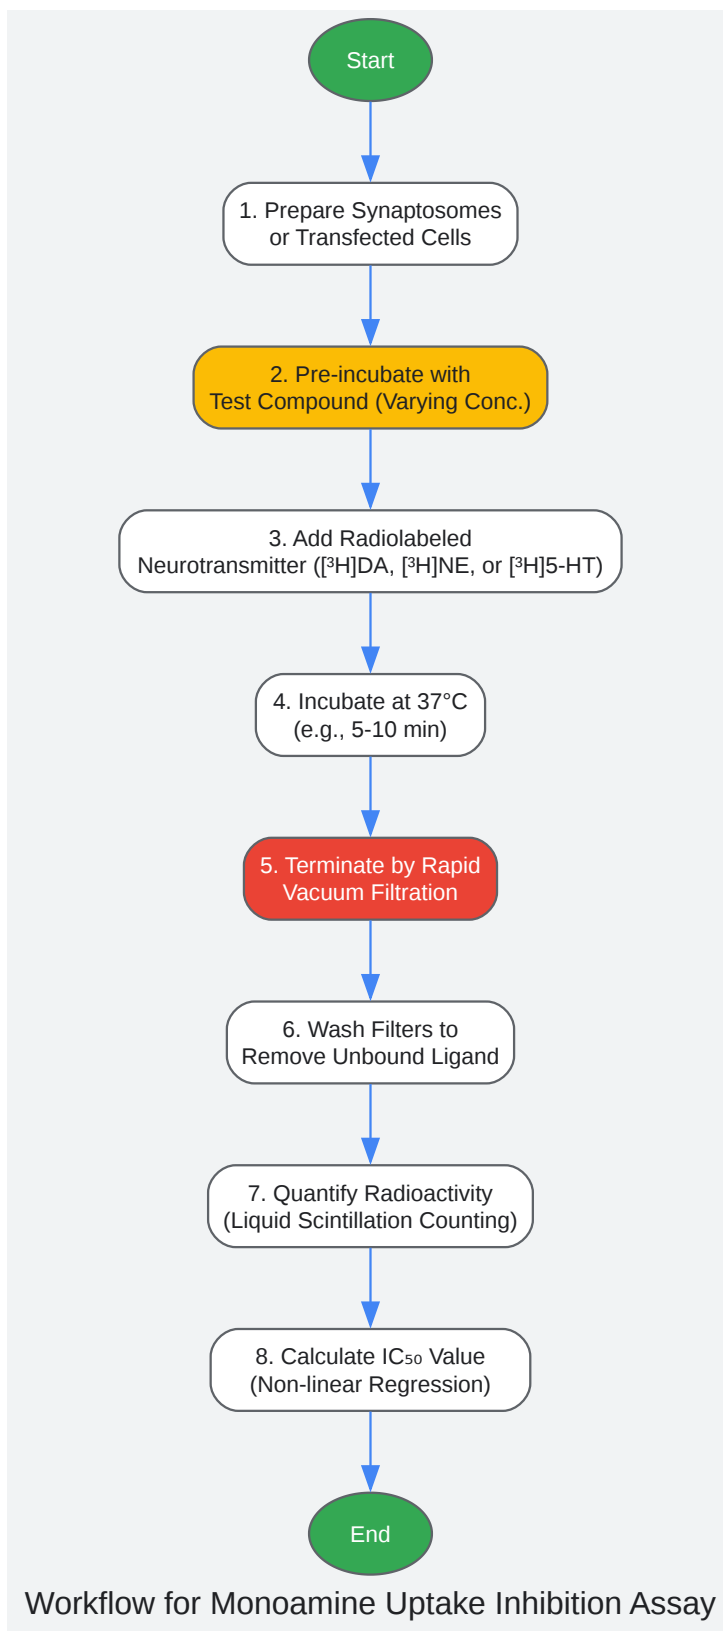 Start
1. Prepare Synaptosomes
or Transfected Cells
2. Pre-incubate with
Test Compound (Varying Conc.)
3. Add Radiolabeled
Neurotransmitter ([³H]DA, [³H]NE, or [³H]5-HT)
4. Incubate at 37°C
(e.g., 5-10 min)
5. Terminate by Rapid
Vacuum Filtration
6. Wash Filters to
Remove Unbound Ligand
7. Quantify Radioactivity
(Liquid Scintillation Counting)
8. Calculate IC₅₀ Value
(Non-linear Regression)
End
Workflow for Monoamine Uptake Inhibition Assay